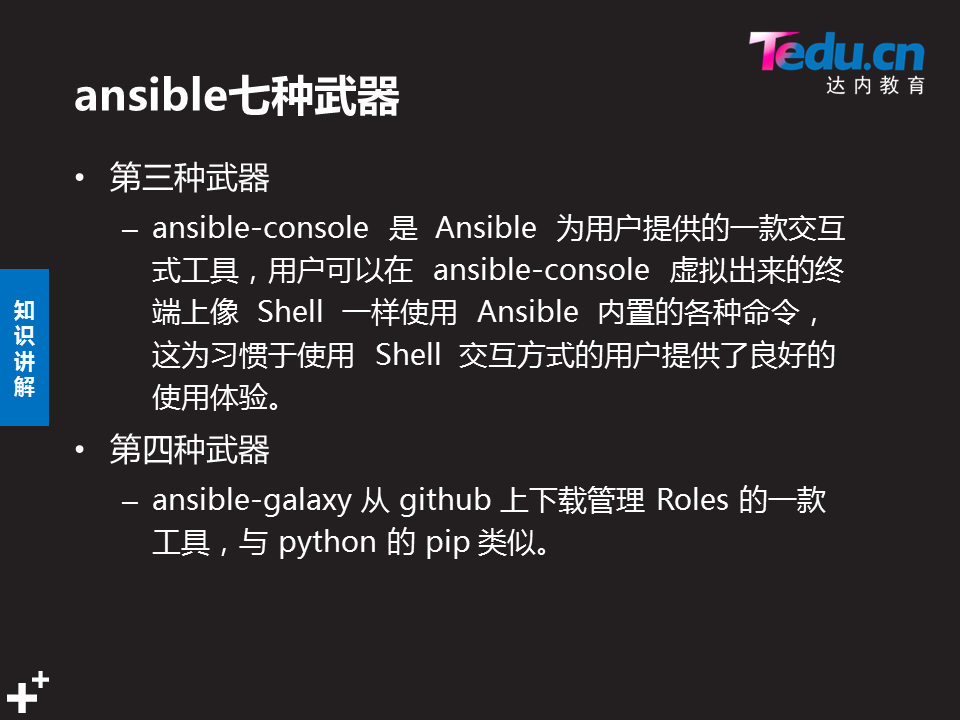 Tedu.cn
达内教育
ansible七种武器
• 第三种武器
– ansible-console 是 Ansible 为用户提供的一款交互
式工具，用户可以在 ansible-console 虚拟出来的终
端上像 Shell 一样使用 Ansible 内置的各种命令，
这为习惯于使用 Shell 交互方式的用户提供了良好的
使用体验。
• 第四种武器
– ansible-galaxy 从 github 上下载管理 Roles 的一款
工具，与 python 的 pip 类似。
知
识
讲
解